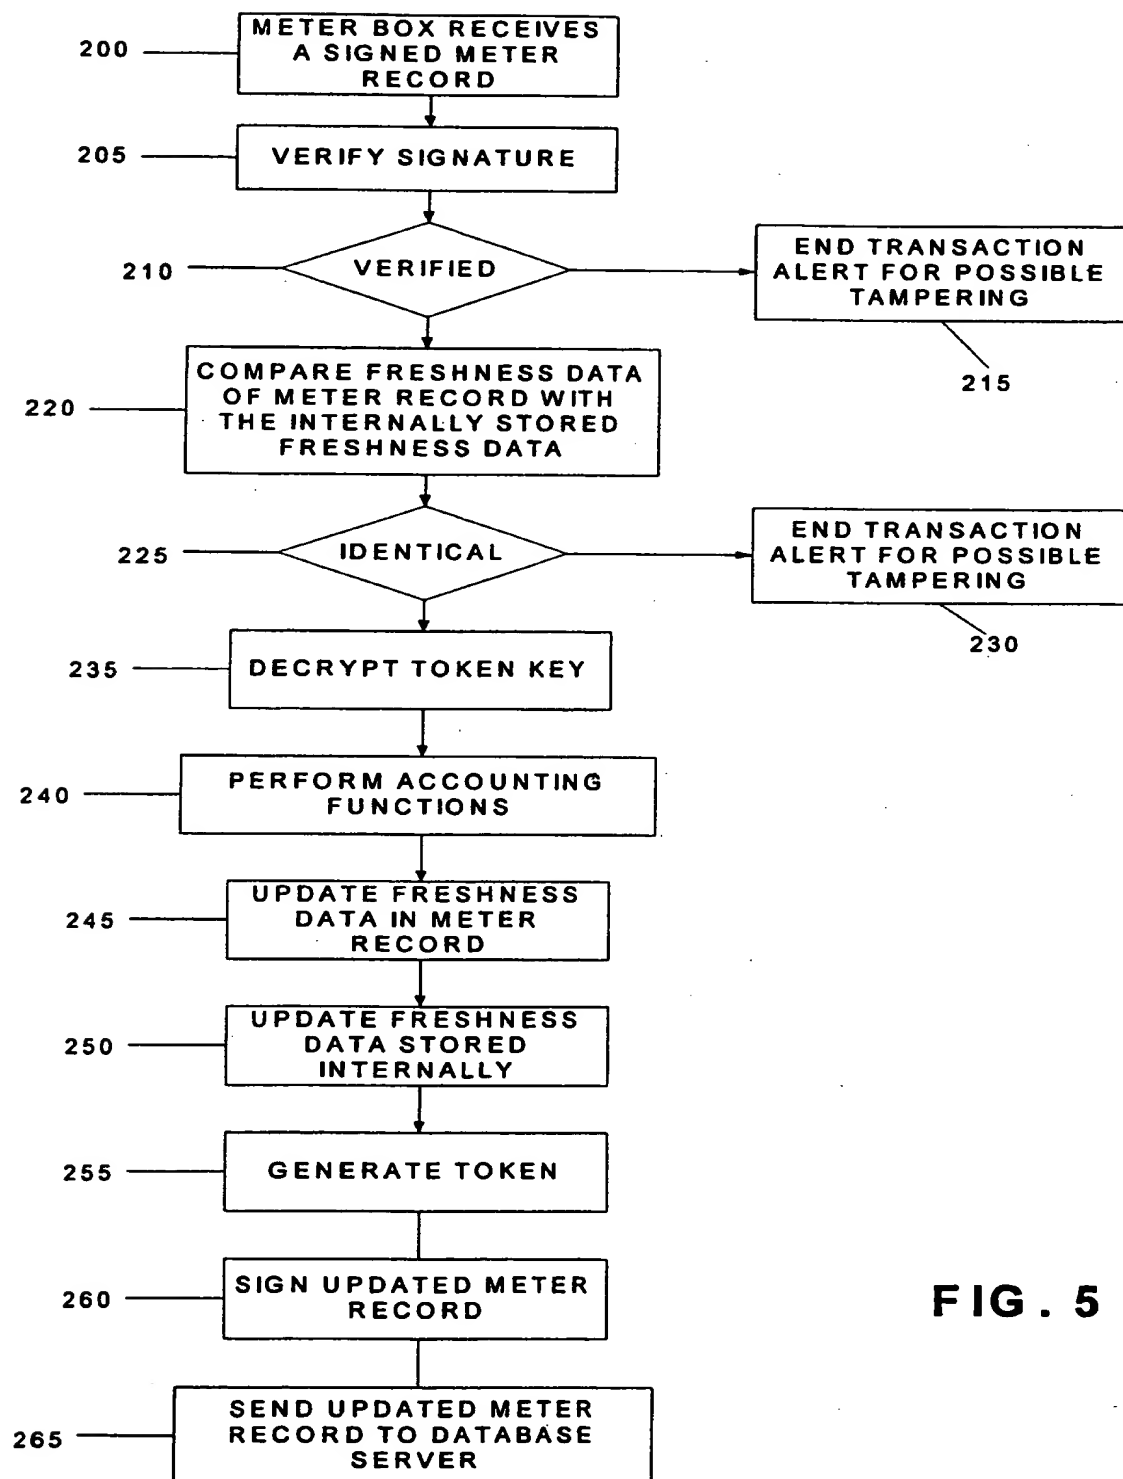 200
METER BOX RECEIVES
A SIGNED METER
RECORD
205
VERIFY SIGNATURE
210
VERIFIED
END TRANSACTION
ALERT FOR POSSIBLE
TAMPERING
215
220
COMPARE FRESHNESS DATA
OF METER RECORD WITH
THE INTERNALLY STORED
FRESHNESS DATA
225
IDENTICAL
END TRANSACTION
ALERT FOR POSSIBLE
TAMPERING
230
235
DECRYPT TOKEN KEY
240
PERFORM ACCOUNTING
FUNCTIONS
245
UPDATE FRESHNESS
DATA IN METER
RECORD
250
UPDATE FRESHNESS
DATA STORED
INTERNALLY
255
GENERATE TOKEN
260
SIGN UPDATED METER
RECORD
265
SEND UPDATED METER
RECORD TO DATABASE
SERVER
FIG. 5